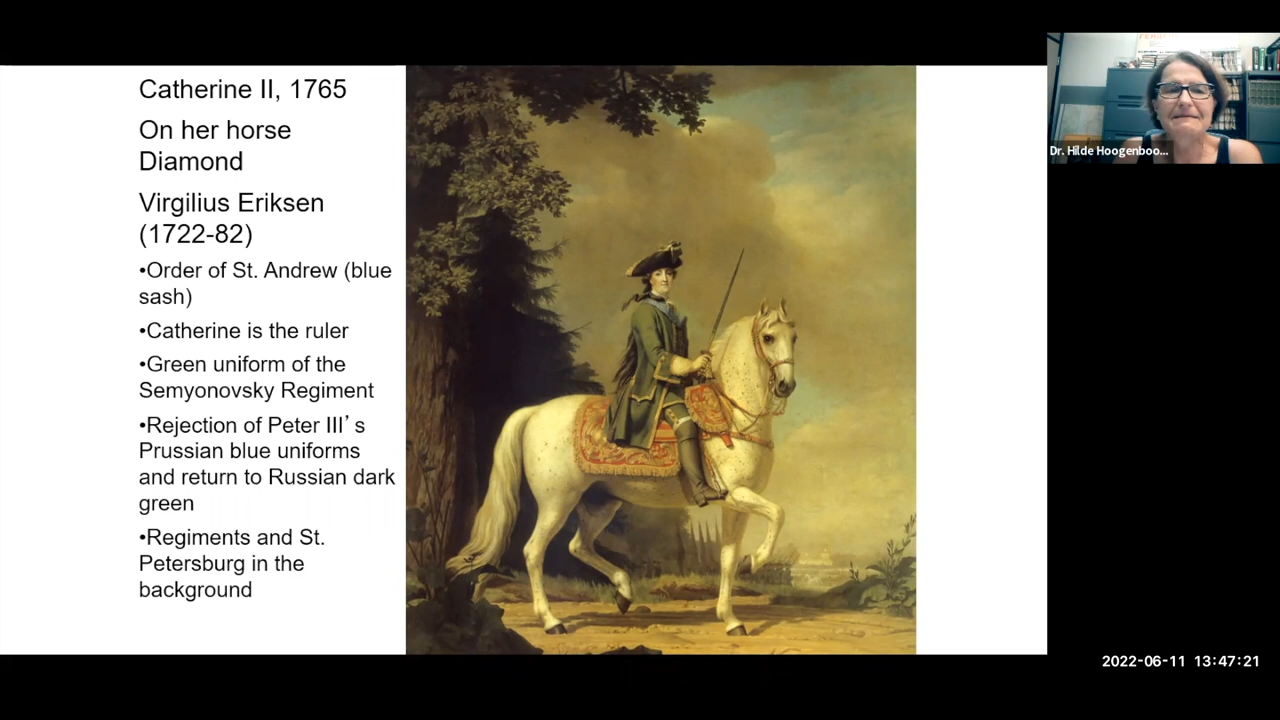 Catherine II, 1765
On her horse
Diamond
Virgilius Eriksen
(1722-82)
•Order of St. Andrew (blue
sash)
•Catherine is the ruler
•Green uniform of the
Semyonovsky Regiment
•Rejection of Peter III’s
Prussian blue uniforms
and return to Russian dark
green
•Regiments and St.
Petersburg in the
background
Dr. Hilde Hoogenboo...
2022-06-11 13:47:21